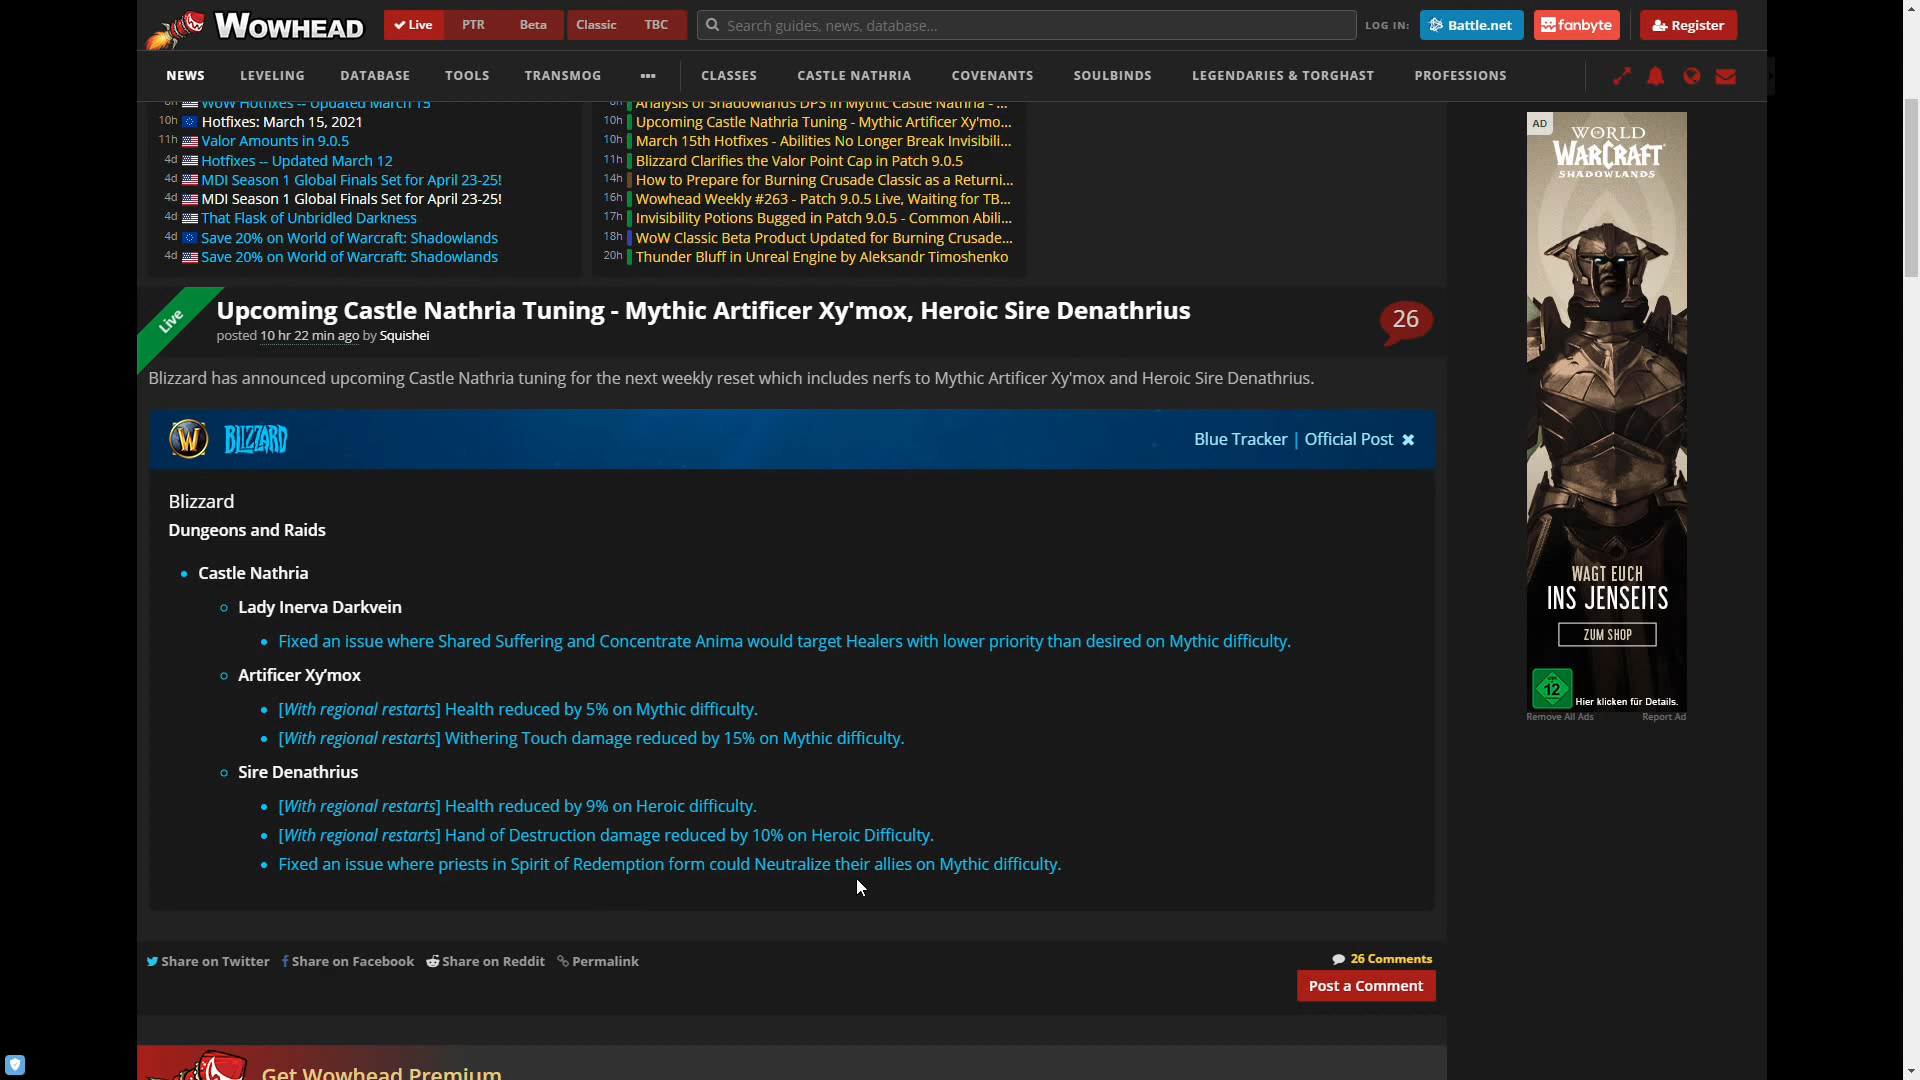 WOWHEAD
Live PTR Beta Classic TBC
Search guides, news, database...
LOG IN: Battle.net fanbyte Register
NEWS LEVELING DATABASE TOOLS TRANSMOG ••• CLASSES CASTLE NATHRIA COVENANTS SOULBINDS LEGENDARIES & TORGHAST PROFESSIONS
8h WoW Hotfixes -- Updated March 15
10h Hotfixes: March 15, 2021
11h Valor Amounts in 9.0.5
4d Hotfixes -- Updated March 12
4d MDI Season 1 Global Finals Set for April 23-25!
4d MDI Season 1 Global Finals Set for April 23-25!
4d That Flask of Unbridled Darkness
4d Save 20% on World of Warcraft: Shadowlands
4d Save 20% on World of Warcraft: Shadowlands
Analysis of Shadowlands DPS in Mythic Castle Nathria - ...
10h Upcoming Castle Nathria Tuning - Mythic Artificer Xy'mo...
10h March 15th Hotfixes - Abilities No Longer Break Invisibili...
11h Blizzard Clarifies the Valor Point Cap in Patch 9.0.5
14h How to Prepare for Burning Crusade Classic as a Returni...
16h Wowhead Weekly #263 - Patch 9.0.5 Live, Waiting for TB...
17h Invisibility Potions Bugged in Patch 9.0.5 - Common Abili...
18h WoW Classic Beta Product Updated for Burning Crusade...
20h Thunder Bluff in Unreal Engine by Aleksandr Timoshenko
Live
Upcoming Castle Nathria Tuning - Mythic Artificer Xy'mox, Heroic Sire Denathrius
posted 10 hr 22 min ago by Squishei
26
Blizzard has announced upcoming Castle Nathria tuning for the next weekly reset which includes nerfs to Mythic Artificer Xy'mox and Heroic Sire Denathrius.
W BLIZZARD
Blue Tracker | Official Post
Blizzard
Dungeons and Raids
Castle Nathria
Lady Inerva Darkvein
Fixed an issue where Shared Suffering and Concentrate Anima would target Healers with lower priority than desired on Mythic difficulty.
Artificer Xy’mox
[With regional restarts] Health reduced by 5% on Mythic difficulty.
[With regional restarts] Withering Touch damage reduced by 15% on Mythic difficulty.
Sire Denathrius
[With regional restarts] Health reduced by 9% on Heroic difficulty.
[With regional restarts] Hand of Destruction damage reduced by 10% on Heroic Difficulty.
Fixed an issue where priests in Spirit of Redemption form could Neutralize their allies on Mythic difficulty.
Share on Twitter Share on Facebook Share on Reddit Permalink
26 Comments
Post a Comment
Get Wowhead Premium
AD
WORLD
WARCRAFT
SHADOWLANDS
WAGT EUCH
INS JENSEITS
ZUM SHOP
12
Hier klicken für Details.
Remove All Ads Report Ad